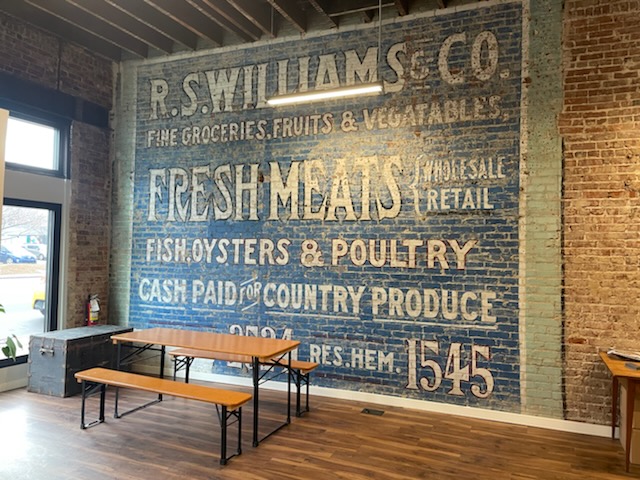 R.S.WILLIAMS & CO.
FINE GROCERIES, FRUITS & VEGATABLES,
FRESH MEATS { WHOLESALE
RETAIL
FISH, OYSTERS & POULTRY
CASH PAID FOR COUNTRY PRODUCE
RES. HEM. 1545